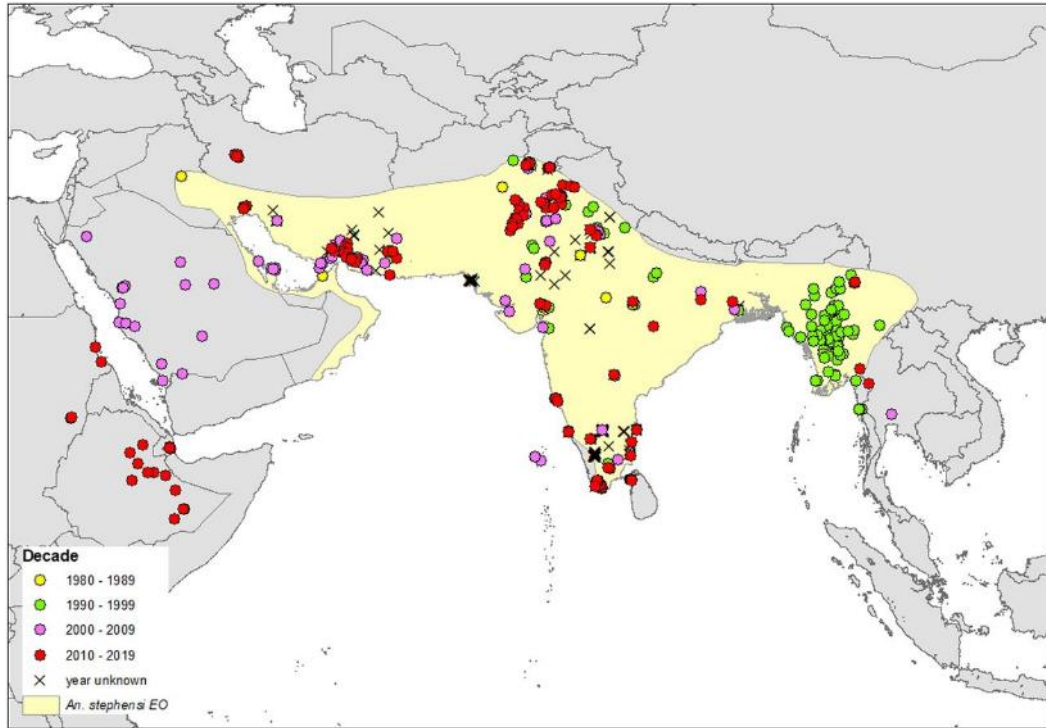 Decade
1980 - 1989
1990 - 1999
2000 - 2009
2010 - 2019
year unknown
An. stephensi EO